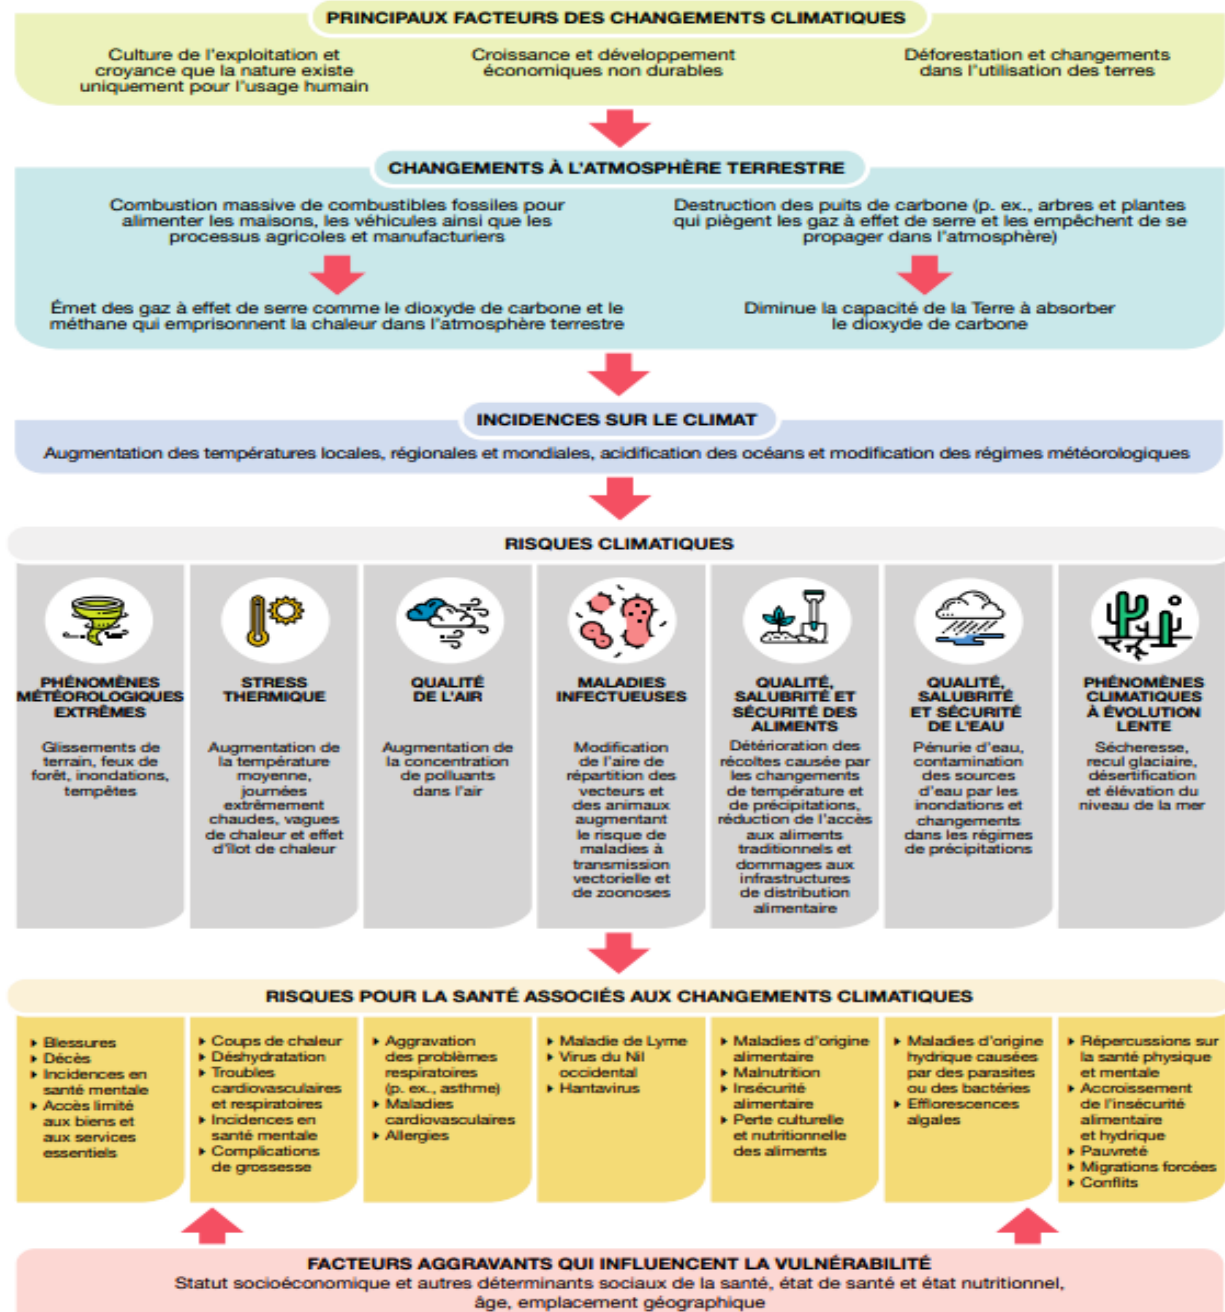 PRINCIPAUX FACTEURS DES CHANGEMENTS CLIMATIQUES
Culture de l'exploitation et
croyance que la nature existe
uniquement pour l'usage humain
Croissance et développement
économiques non durables
Déforestation et changements
dans l'utilisation des terres
CHANGEMENTS À L'ATMOSPHÈRE TERRESTRE
Combustion massive de combustibles fossiles pour
alimenter les maisons, les véhicules ainsi que les
processus agricoles et manufacturiers
Destruction des puits de carbone (p. ex., arbres et plantes
qui piègent les gaz à effet de serre et les empêchent de se
propager dans l'atmosphère)
Émet des gaz à effet de serre comme le dioxyde de carbone et le
méthane qui emprisonnent la chaleur dans l'atmosphère terrestre
Diminue la capacité de la Terre à absorber
le dioxyde de carbone
INCIDENCES SUR LE CLIMAT
Augmentation des températures locales, régionales et mondiales, acidification des océans et modification des régimes météorologiques
RISQUES CLIMATIQUES
PHÉNOMÈNES
MÉTÉOROLOGIQUES
EXTRÊMES
Glissements de
terrain, feux de
forêt, inondations,
tempêtes
STRESS
THERMIQUE
Augmentation de
la température
moyenne,
journées
extrêmement
chaudes, vagues
de chaleur et effet
d'îlot de chaleur
QUALITÉ
DE L'AIR
Augmentation de
la concentration
de polluants
dans l'air
MALADIES
INFECTUEUSES
Modification
de l'aire de
répartition des
vecteurs et
des animaux
augmentant
le risque de
maladies à
transmission
vectorielle et
de zoonoses
QUALITÉ,
SALUBRITÉ ET
SÉCURITÉ DES
ALIMENTS
Détérioration des
récoltes causée par
les changements
de température et
de précipitations,
réduction de l'accès
aux aliments
traditionnels et
dommages aux
infrastructures
de distribution
alimentaire
QUALITÉ,
SALUBRITÉ
ET SÉCURITÉ
DE L'EAU
Pénurie d'eau,
contamination
des sources
d'eau par les
inondations et
changements
dans les régimes
de précipitations
PHÉNOMÈNES
CLIMATIQUES
À ÉVOLUTION
LENTE
Sécheresse,
recul glaciaire,
désertification
et élévation du
niveau de la mer
RISQUES POUR LA SANTÉ ASSOCIÉS AUX CHANGEMENTS CLIMATIQUES
Blessures
Décès
Incidences en
santé mentale
Accès limité
aux biens et
aux services
essentiels
Coups de chaleur
Déshydratation
Troubles
cardiovasculaires
et respiratoires
Incidences en
santé mentale
Complications
de grossesse
Aggravation
des problèmes
respiratoires
(p. ex., asthme)
Maladies
cardiovasculaires
Allergies
Maladie de Lyme
Virus du Nil
occidental
Hantavirus
Maladies d'origine
alimentaire
Malnutrition
Insécurité
alimentaire
Perte culturelle
et nutritionnelle
des aliments
Maladies d'origine
hydrique causées
par des parasites
ou des bactéries
Efflorescences
algales
Répercussions sur
la santé physique
et mentale
Accroissement
de l'insécurité
alimentaire
et hydrique
Pauvreté
Migrations forcées
Conflits
FACTEURS AGGRAVANTS QUI INFLUENCENT LA VULNÉRABILITÉ
Statut socioéconomique et autres déterminants sociaux de la santé, état de santé et état nutritionnel,
âge, emplacement géographique